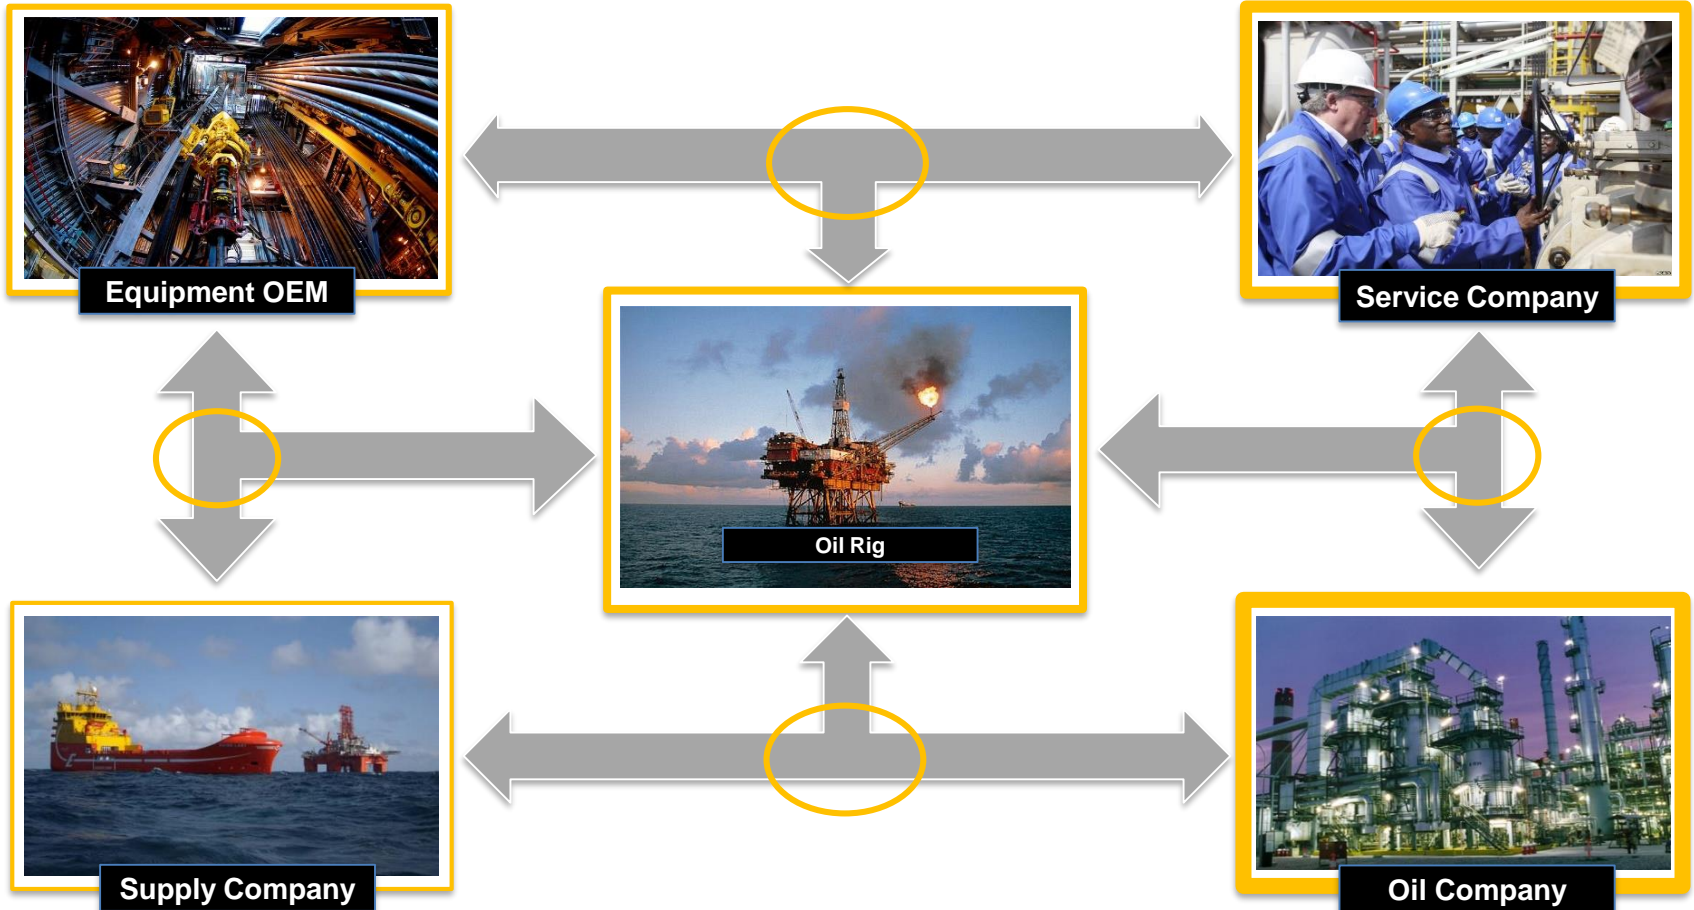 Equipment OEM
Service Company
Oil Rig
Supply Company
Oil Company